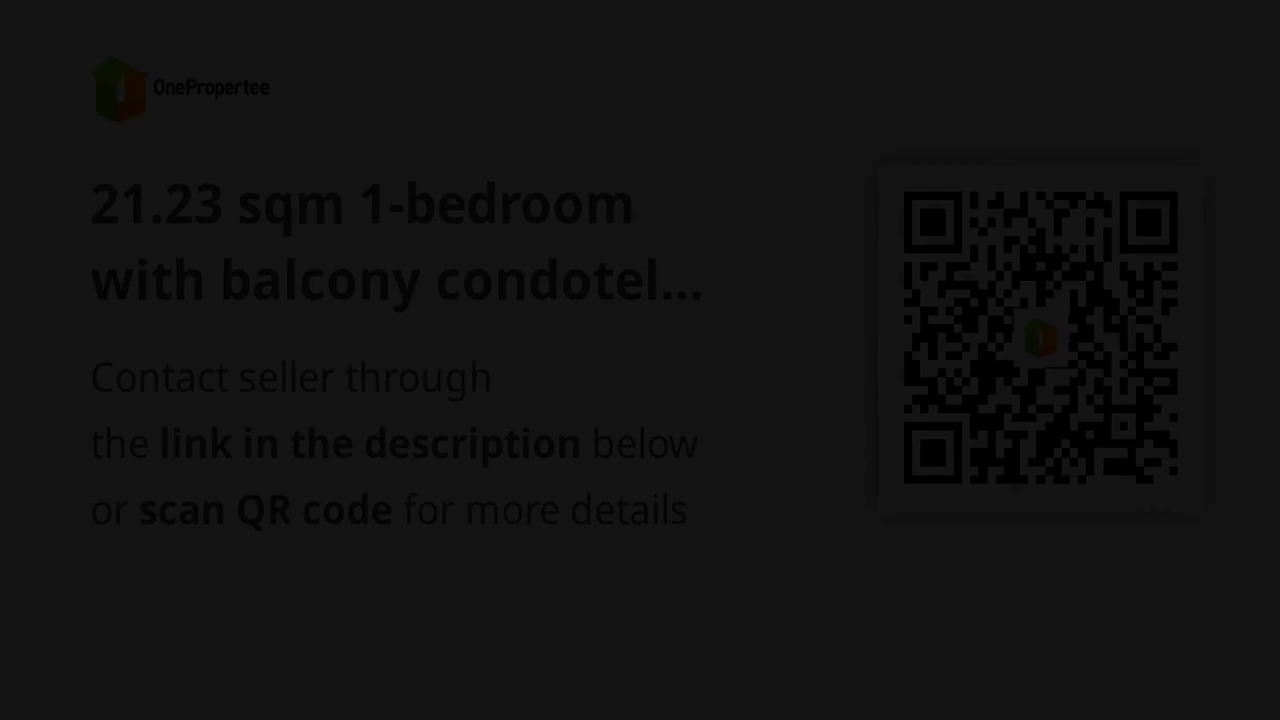 OnePropertee
21.23 sqm 1-bedroom
with balcony condotel...
Contact seller through
the link in the description below
or scan QR code for more details